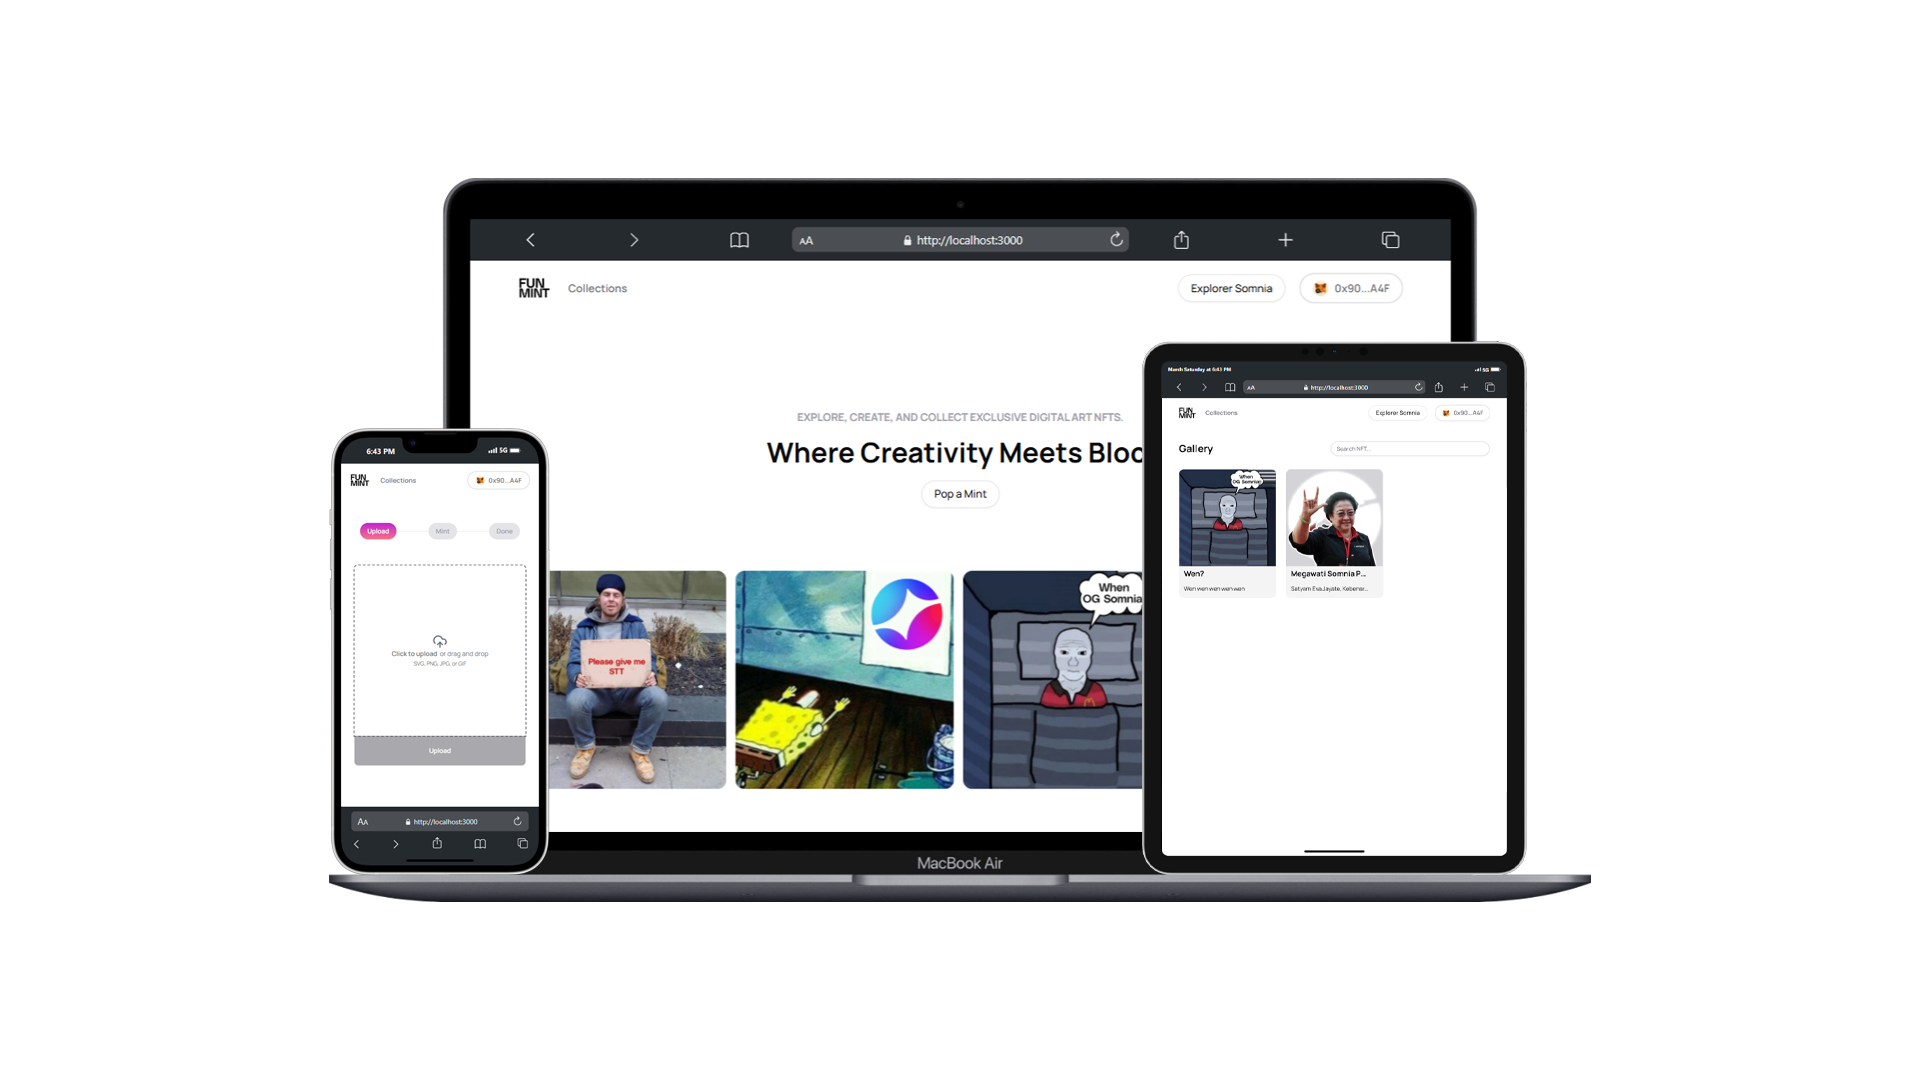 AA
http://localhost:3000
FUN
MINT
Collections
Explorer Somnia
0x90...A4F
EXPLORE, CREATE, AND COLLECT EXCLUSIVE DIGITAL ART NFTS.
Where Creativity Meets Bloc
Pop a Mint
Please give me
STT
When
OG Somnia
MacBook Air
6:43 PM
5G
FUN
MINT
Collections
0x90...A4F
Upload
Mint
Done
Click to upload or drag and drop
SVG, PNG, JPG, or GIF
Upload
AA
http://localhost:3000
March Saturday at 6:43 PM
5G
AA
http://localhost:3000
FUN
MINT
Collections
Explorer Somnia
0x90...A4F
Gallery
Search NFT...
When
OG Somnia
Wen?
Wen wen wen wen wen
Megawati Somnia P...
Satyam Eva Jayate, Kebenar...